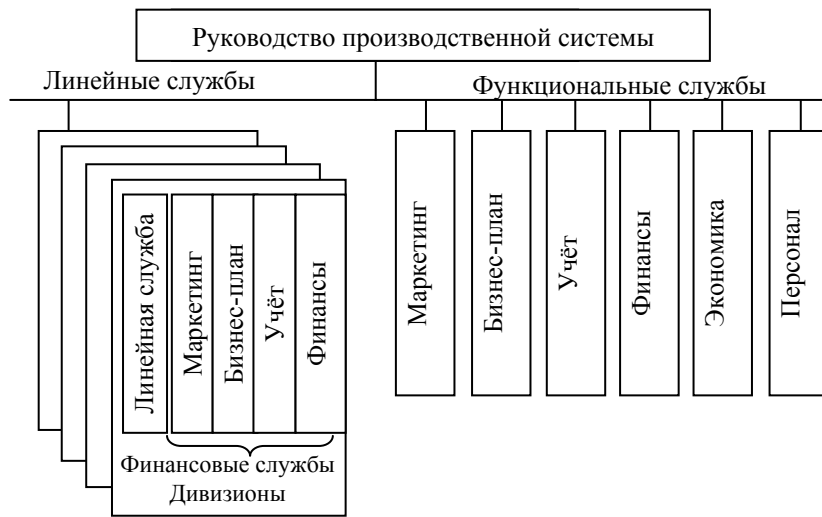 Руководство производственной системы
Линейные службы
Функциональные службы
Линейная служба
Маркетинг
Бизнес-план
Учёт
Финансы
Финансовые службы
Дивизионы
Маркетинг
Бизнес-план
Учёт
Финансы
Экономика
Персонал